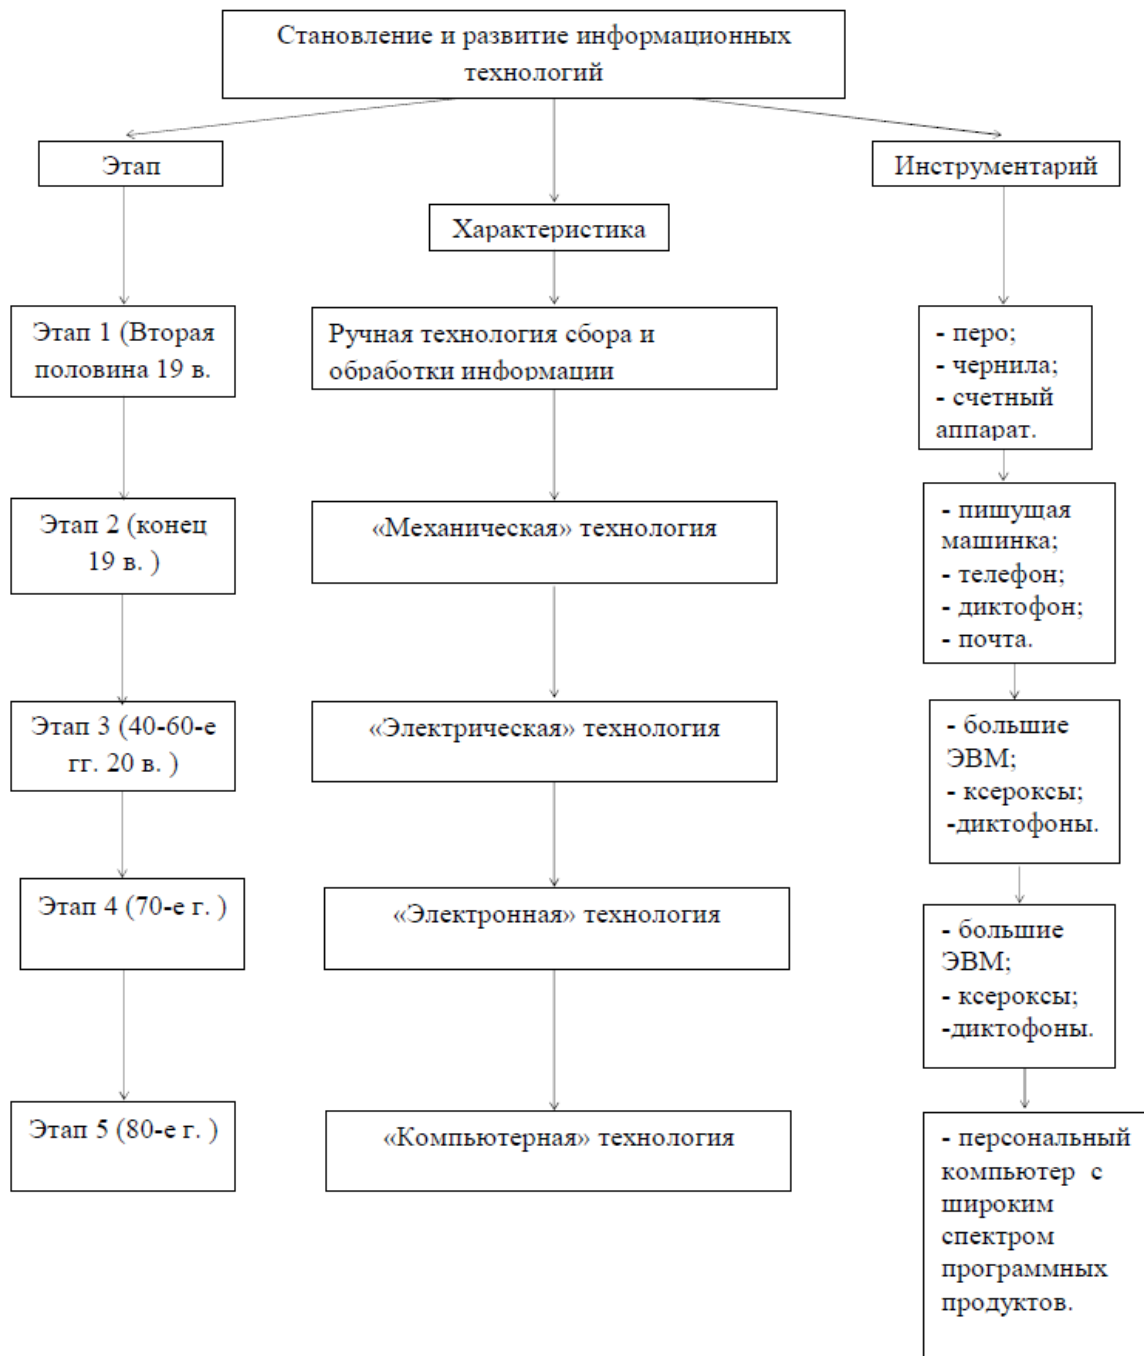 Становление и развитие информационных
технологий
Этап
Инструментарий
Характеристика
Этап 1 (Вторая
половина 19 в.
Ручная технология сбора и
обработки информации
- перо;
- чернила;
- счетный
аппарат.
Этап 2 (конец
19 в. )
«Механическая» технология
- пишущая
машинка;
- телефон;
- диктофон;
- почта.
Этап 3 (40-60-е
гг. 20 в. )
«Электрическая» технология
- большие
ЭВМ;
- ксероксы;
-диктофоны.
Этап 4 (70-е г. )
«Электронная» технология
- большие
ЭВМ;
- ксероксы;
-диктофоны.
Этап 5 (80-е г. )
«Компьютерная» технология
- персональный
компьютер с
широким
спектром
программных
продуктов.